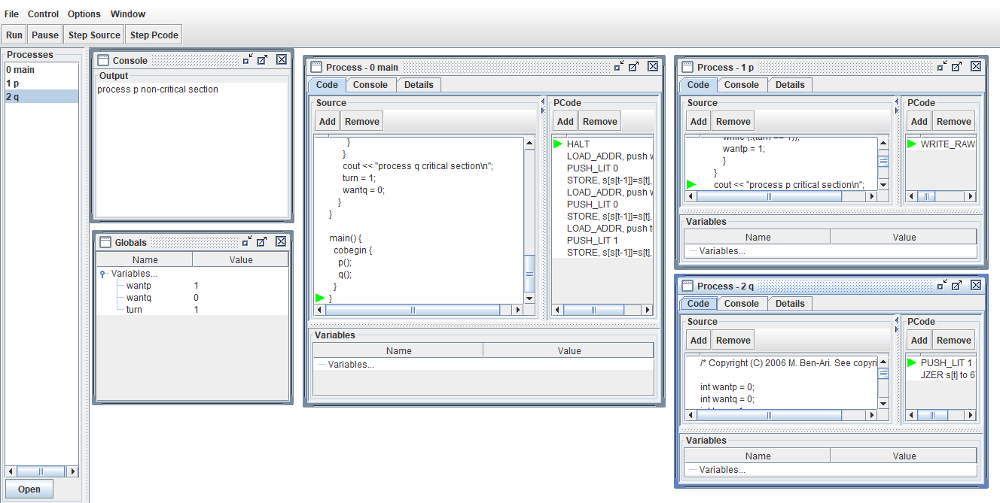 File Control Options Window
Run Pause Step Source Step Pcode
Processes
0 main
1 p
2 q
Open
Console
Output
process p non-critical section
Globals
Name Value
Variables...
wantp 1
wantq 0
turn 1
Process - 0 main
Code Console Details
Source
Add Remove
}
}
cout << "process q critical section\n";
turn = 1;
wantq = 0;
}
}
main() {
cobegin {
p();
q();
}
}
PCode
Add Remove
HALT
LOAD_ADDR, push w
PUSH_LIT 0
STORE, s[s[t-1]]=s[t],
LOAD_ADDR, push w
PUSH_LIT 0
STORE, s[s[t-1]]=s[t],
LOAD_ADDR, push t
PUSH_LIT 1
STORE, s[s[t-1]]=s[t],
Variables
Name Value
Variables...
Process - 1 p
Code Console Details
Source
Add Remove
while (!(turn == 1));
wantp = 1;
}
}
cout << "process p critical section\n";
PCode
Add Remove
WRITE_RAW
Variables
Name Value
Variables...
Process - 2 q
Code Console Details
Source
Add Remove
/* Copyright (C) 2006 M. Ben-Ari. See copyri
int wantp = 0;
int wantq = 0;
PCode
Add Remove
PUSH_LIT 1
JZER s[t] to 6
Variables
Name Value
Variables...